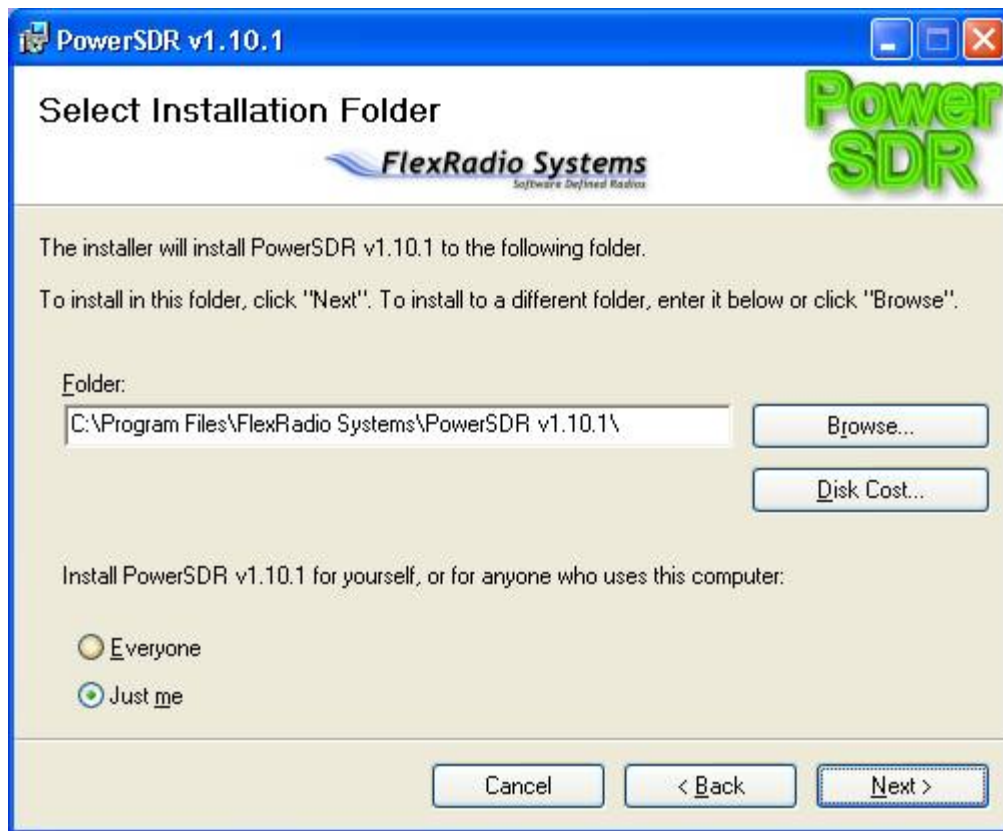 PowerSDR v1.10.1
Select Installation Folder
Power
SDR
FlexRadio Systems
Software Defined Radios
The installer will install PowerSDR v1.10.1 to the following folder.
To install in this folder, click "Next". To install to a different folder, enter it below or click "Browse".
Folder:
C:\Program Files\FlexRadio Systems\PowerSDR v1.10.1\
Browse...
Disk Cost...
Install PowerSDR v1.10.1 for yourself, or for anyone who uses this computer:
Everyone
Just me
Cancel
< Back
Next >